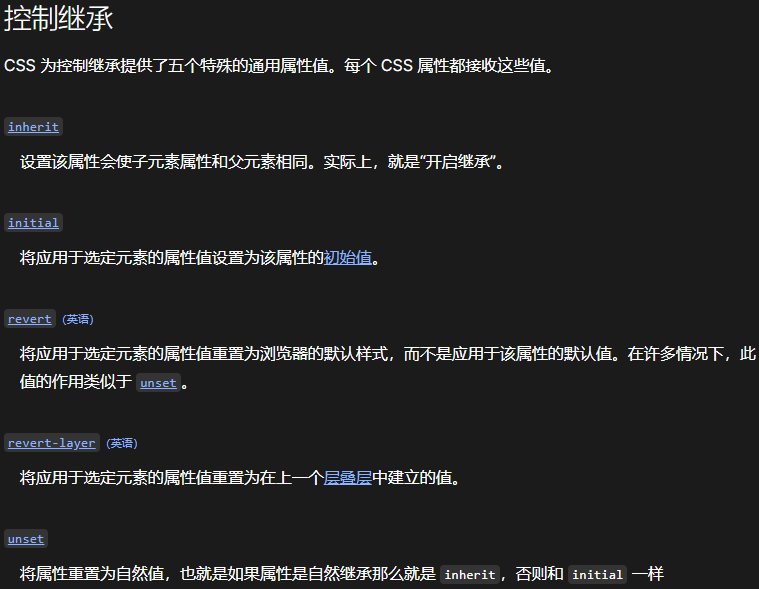 控制继承
CSS 为控制继承提供了五个特殊的通用属性值。每个 CSS 属性都接收这些值。
inherit
设置该属性会使子元素属性和父元素相同。实际上，就是“开启继承”。
initial
将应用于选定元素的属性值设置为该属性的初始值。
revert (英语)
将应用于选定元素的属性值重置为浏览器的默认样式，而不是应用于该属性的默认值。在许多情况下，此
值的作用类似于 unset 。
revert-layer (英语)
将应用于选定元素的属性值重置为在上一个层叠层中建立的值。
unset
将属性重置为自然值，也就是如果属性是自然继承那么就是 inherit ，否则和 initial 一样